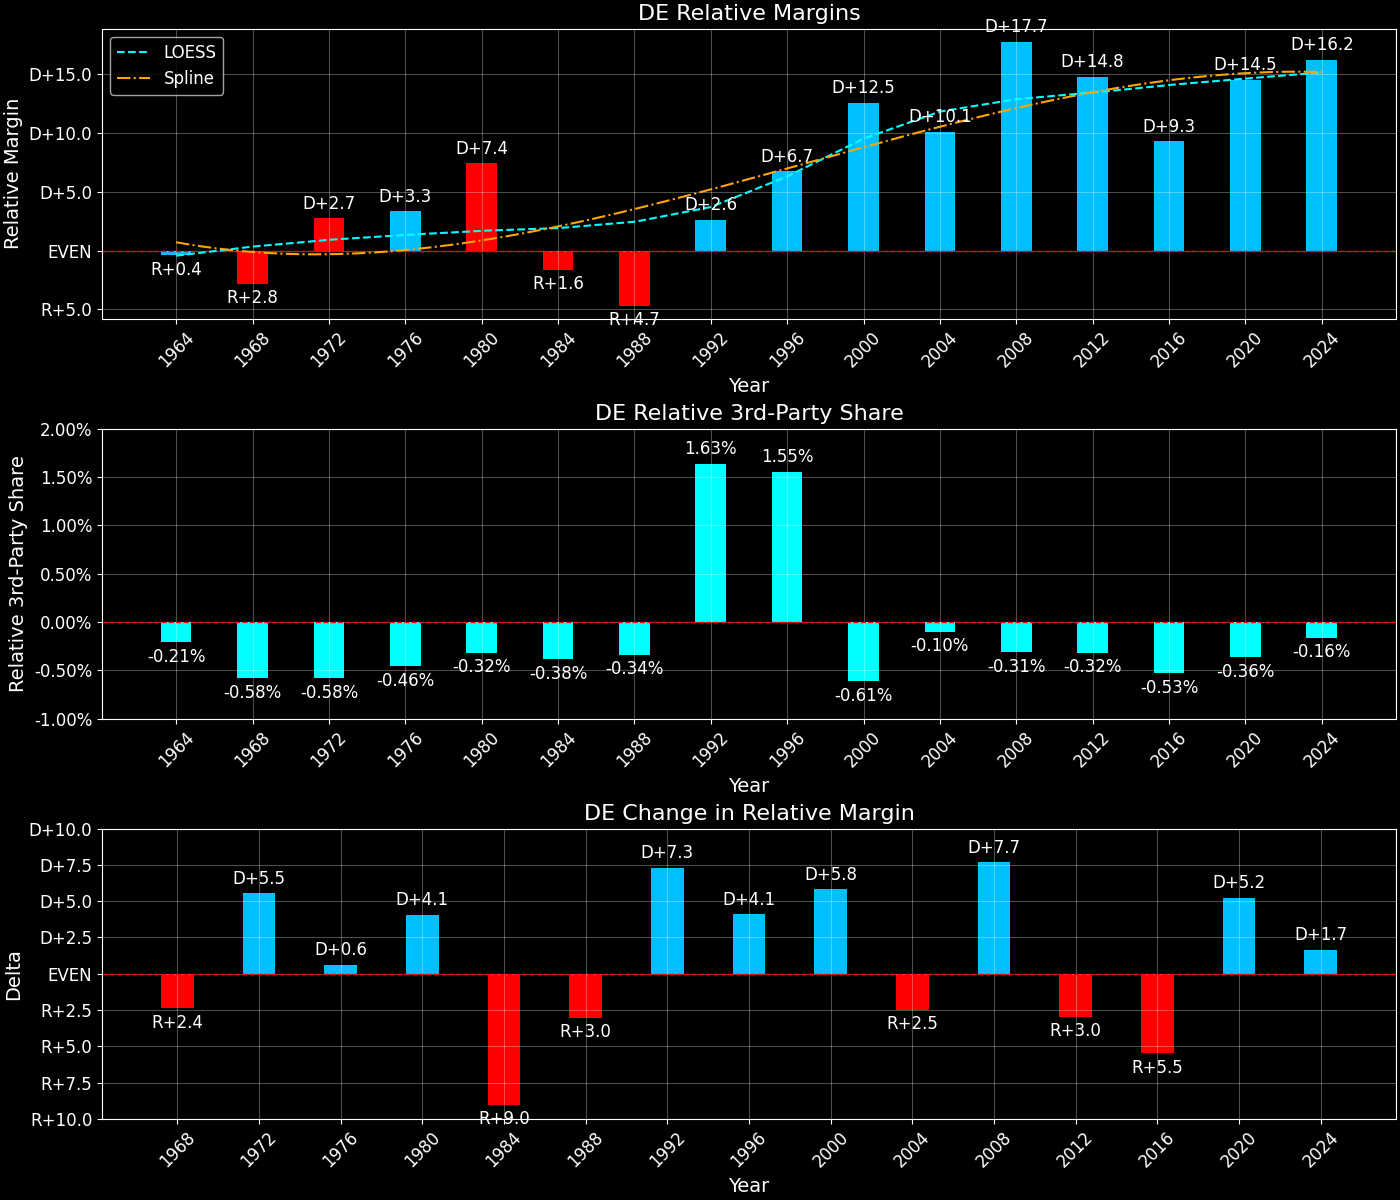 DE Relative Margins
LOESS
Spline
Relative Margin
D+15.0
D+10.0
D+5.0
EVEN
R+5.0
R+0.4
R+2.8
D+2.7
D+3.3
D+7.4
R+1.6
R+4.7
D+2.6
D+6.7
D+12.5
D+10.1
D+17.7
D+14.8
D+9.3
D+14.5
D+16.2
1964 1968 1972 1976 1980 1984 1988 1992 1996 2000 2004 2008 2012 2016 2020 2024
Year
DE Relative 3rd-Party Share
Relative 3rd-Party Share
2.00%
1.50%
1.00%
0.50%
0.00%
-0.50%
-1.00%
-0.21%
-0.58%
-0.58%
-0.46%
-0.32%
-0.38%
-0.34%
1.63%
1.55%
-0.61%
-0.10%
-0.31%
-0.32%
-0.53%
-0.36%
-0.16%
1964 1968 1972 1976 1980 1984 1988 1992 1996 2000 2004 2008 2012 2016 2020 2024
Year
DE Change in Relative Margin
Delta
D+10.0
D+7.5
D+5.0
D+2.5
EVEN
R+2.5
R+5.0
R+7.5
R+10.0
R+2.4
D+5.5
D+0.6
D+4.1
R+9.0
R+3.0
D+7.3
D+4.1
D+5.8
R+2.5
D+7.7
R+3.0
R+5.5
D+5.2
D+1.7
1968 1972 1976 1980 1984 1988 1992 1996 2000 2004 2008 2012 2016 2020 2024
Year